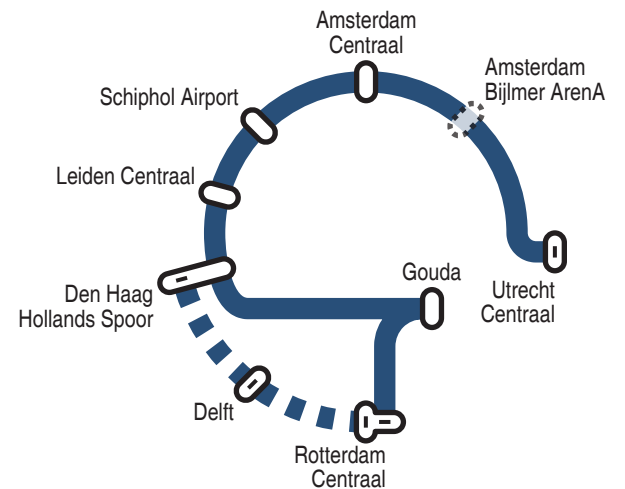 Amsterdam
Centraal
Amsterdam
Bijlmer ArenA
Schiphol Airport
Leiden Centraal
Gouda
Utrecht
Centraal
Den Haag
Hollands Spoor
Delft
Rotterdam
Centraal